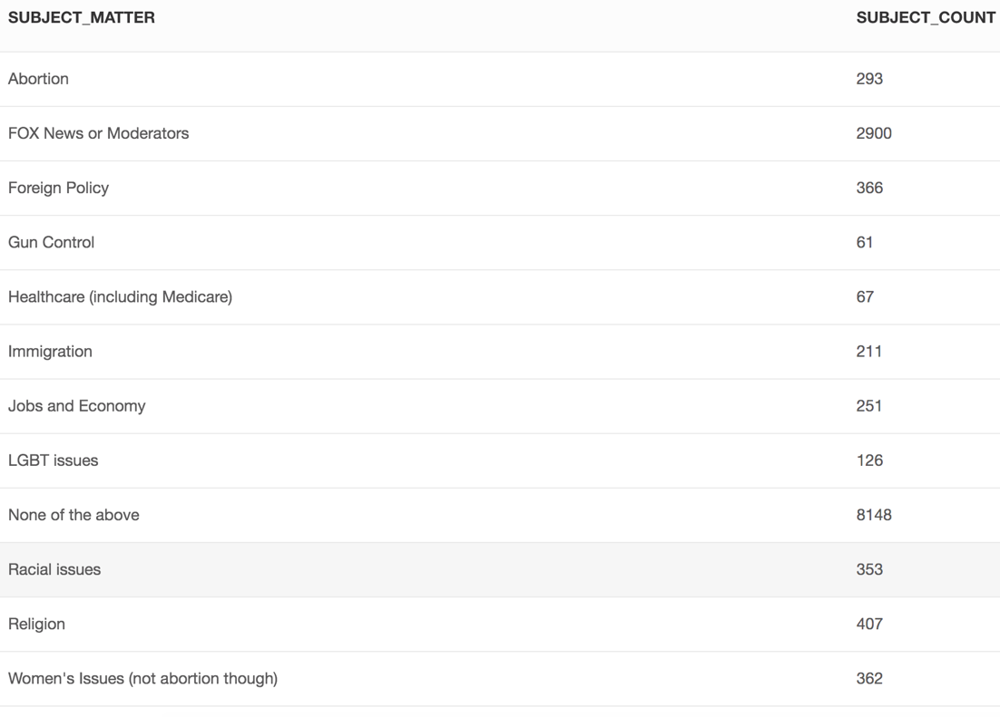 SUBJECT_MATTER SUBJECT_COUNT
Abortion 293
FOX News or Moderators 2900
Foreign Policy 366
Gun Control 61
Healthcare (including Medicare) 67
Immigration 211
Jobs and Economy 251
LGBT issues 126
None of the above 8148
Racial issues 353
Religion 407
Women's Issues (not abortion though) 362